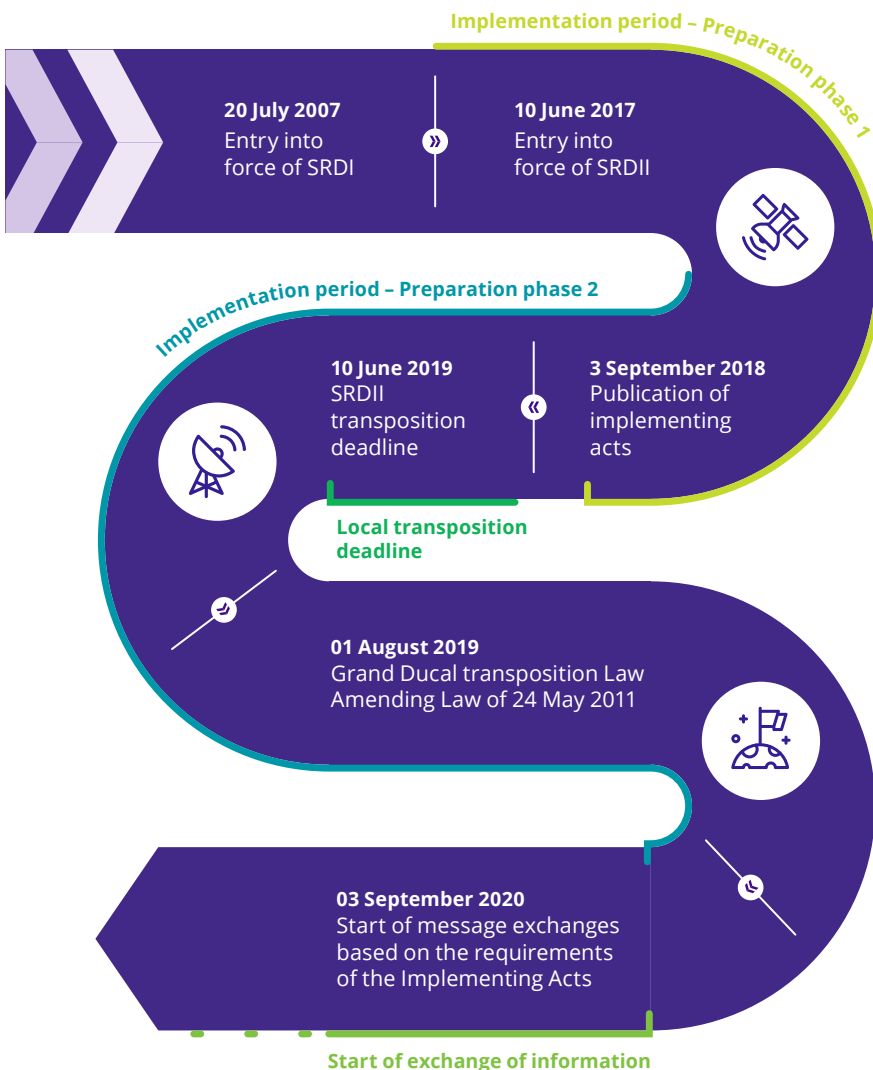 Implementation period – Preparation phase 1
20 July 2007
Entry into
force of SRDI
10 June 2017
Entry into
force of SRDII
Implementation period – Preparation phase 2
3 September 2018
Publication of
implementing
acts
10 June 2019
SRDII
transposition
deadline
Local transposition
deadline
01 August 2019
Grand Ducal transposition Law
Amending Law of 24 May 2011
03 September 2020
Start of message exchanges
based on the requirements
of the Implementing Acts
Start of exchange of information